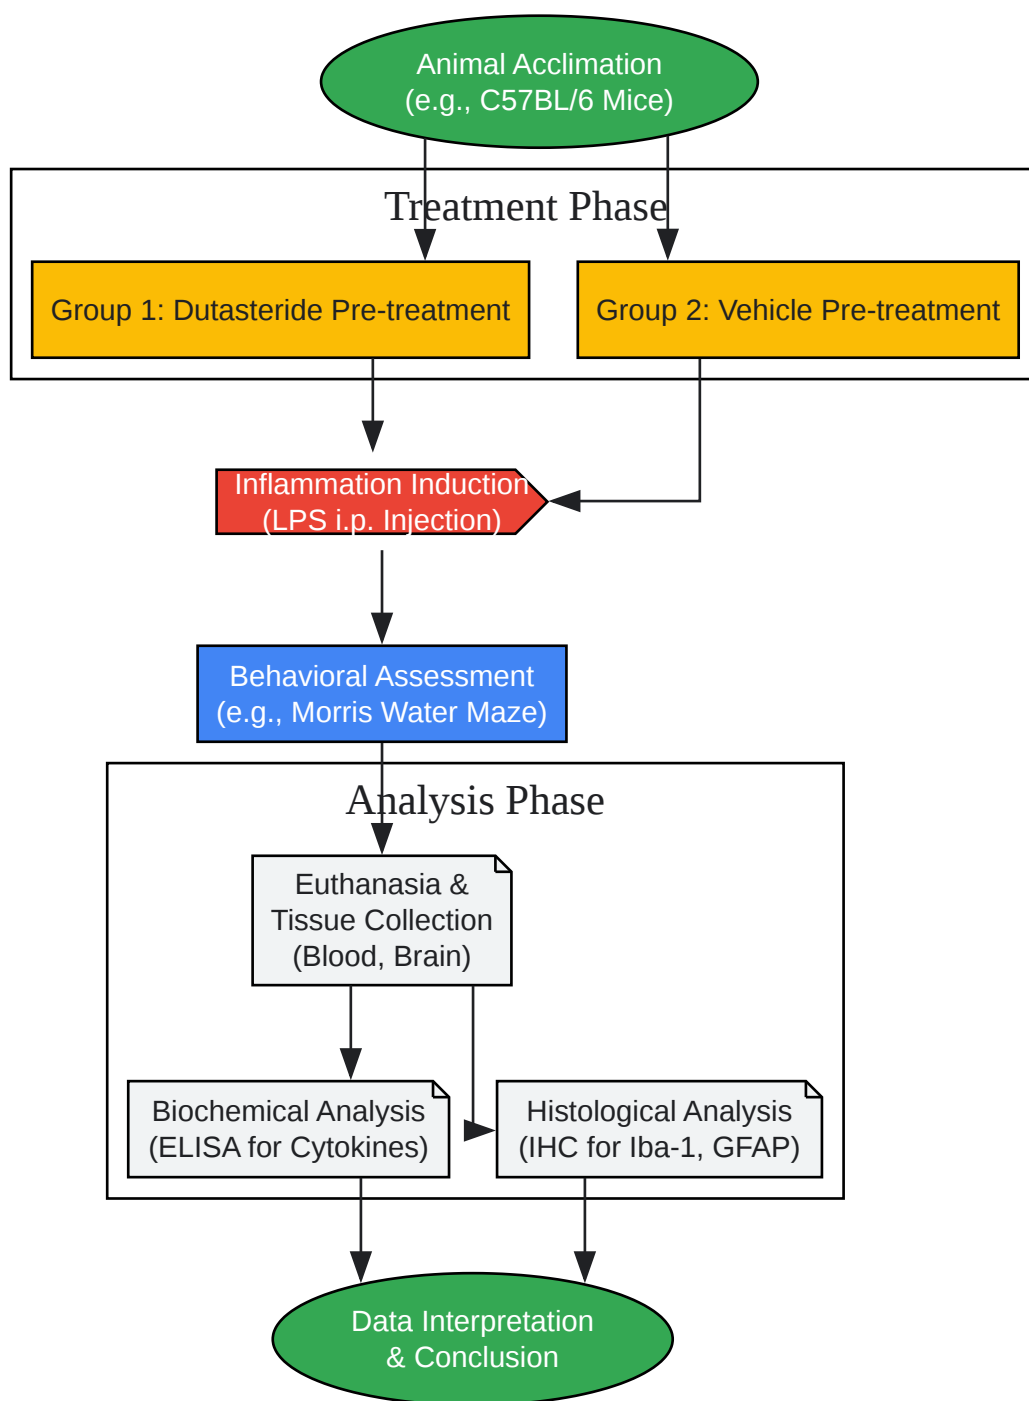 Animal Acclimation
(e.g., C57BL/6 Mice)
Treatment Phase
Group 1: Dutasteride Pre-treatment
Group 2: Vehicle Pre-treatment
Inflammation Induction
(LPS i.p. Injection)
Behavioral Assessment
(e.g., Morris Water Maze)
Analysis Phase
Euthanasia &
Tissue Collection
(Blood, Brain)
Biochemical Analysis
(ELISA for Cytokines)
Histological Analysis
(IHC for Iba-1, GFAP)
Data Interpretation
& Conclusion